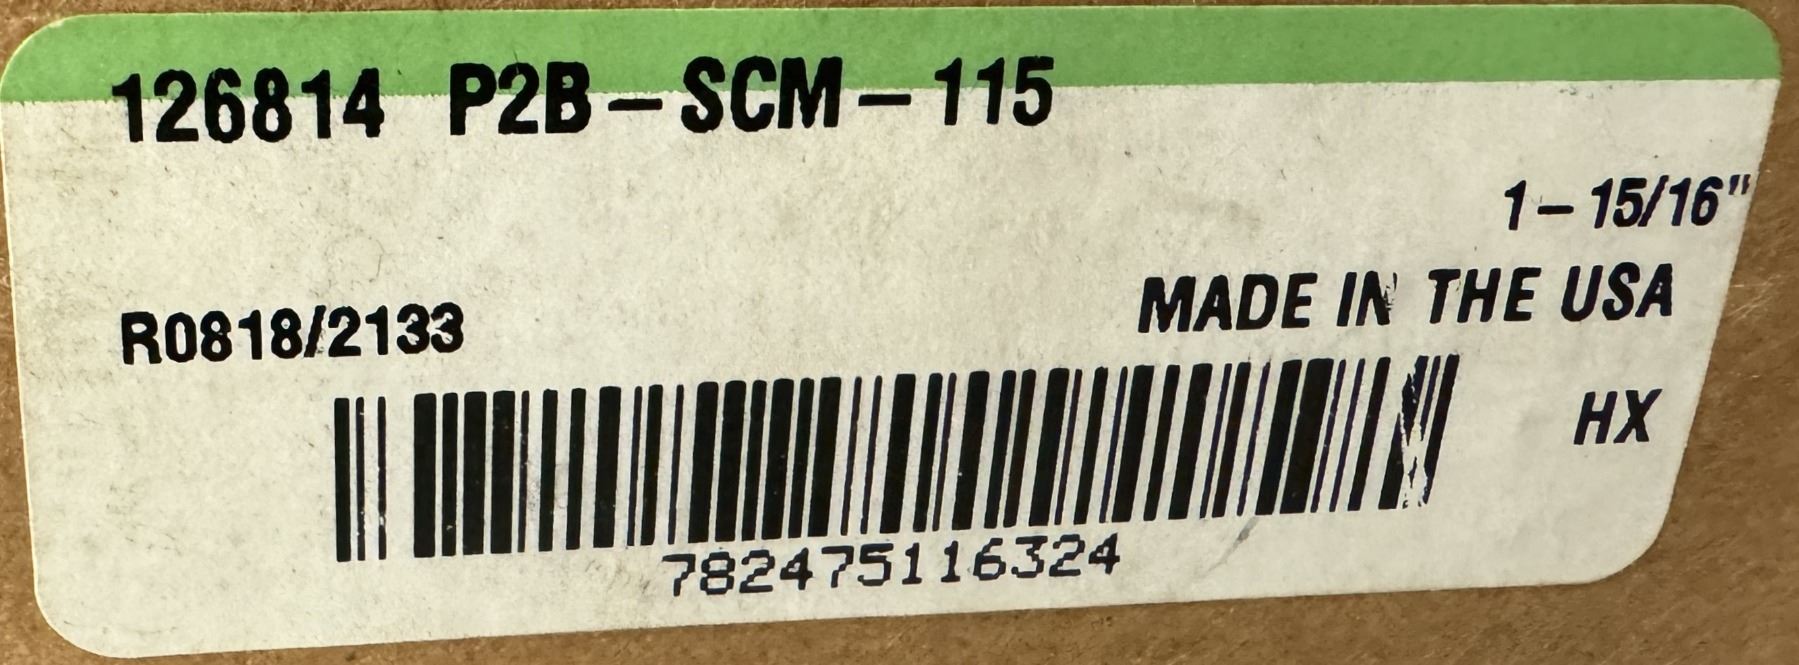 126814 P2B-SCM-115
1-15/16"
R0818/2133
MADE IN THE USA
HX
782475116324